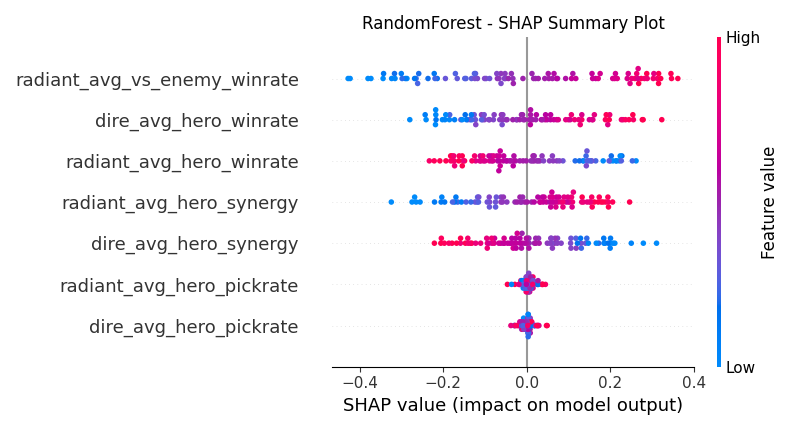 RandomForest - SHAP Summary Plot
High
radiant_avg_vs_enemy_winrate
dire_avg_hero_winrate
radiant_avg_hero_winrate
radiant_avg_hero_synergy
dire_avg_hero_synergy
radiant_avg_hero_pickrate
dire_avg_hero_pickrate
Feature value
Low
−0.4 −0.2 0.0 0.2 0.4
SHAP value (impact on model output)